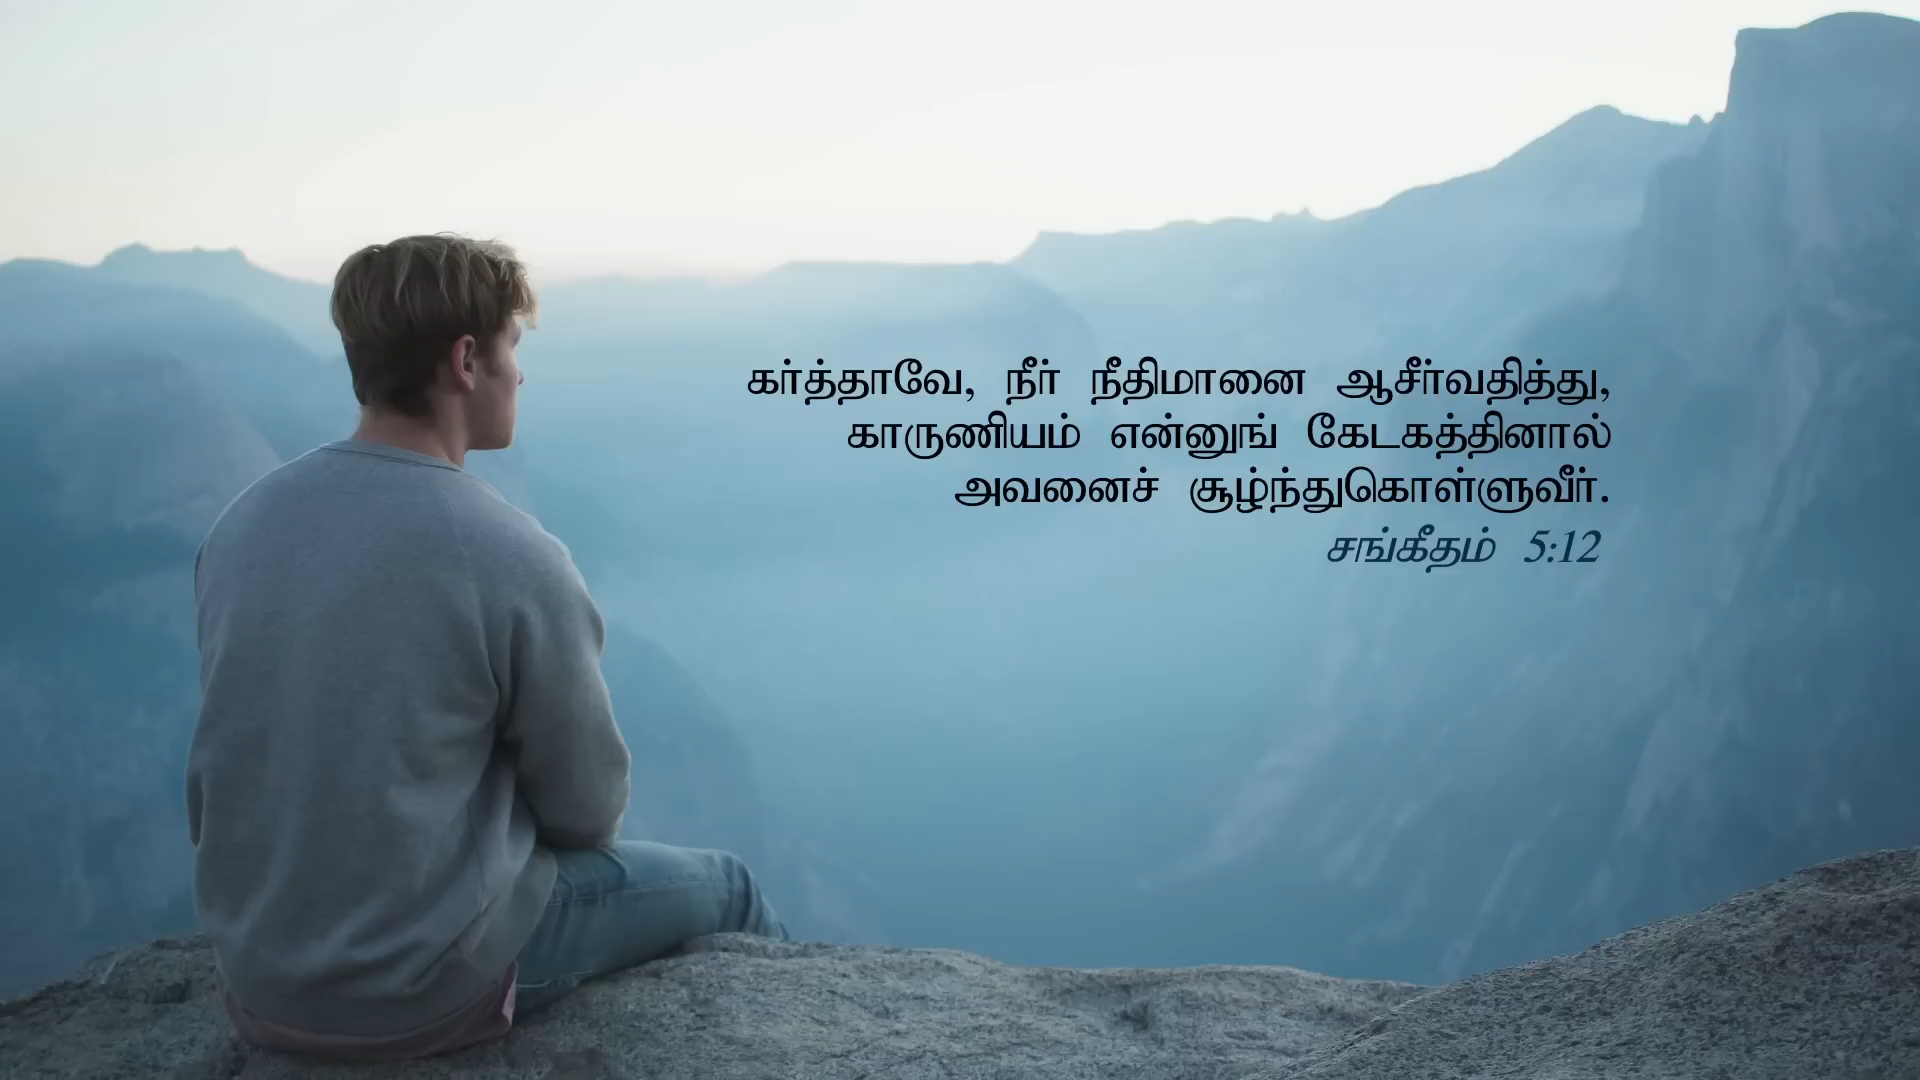 கர்த்தாவே, நீர் நீதிமானை ஆசீர்வதித்து,
காருணியம் என்னுங் கேடகத்தினால்
அவனைச் சூழ்ந்துகொள்ளுவீர்.
சங்கீதம் 5:12